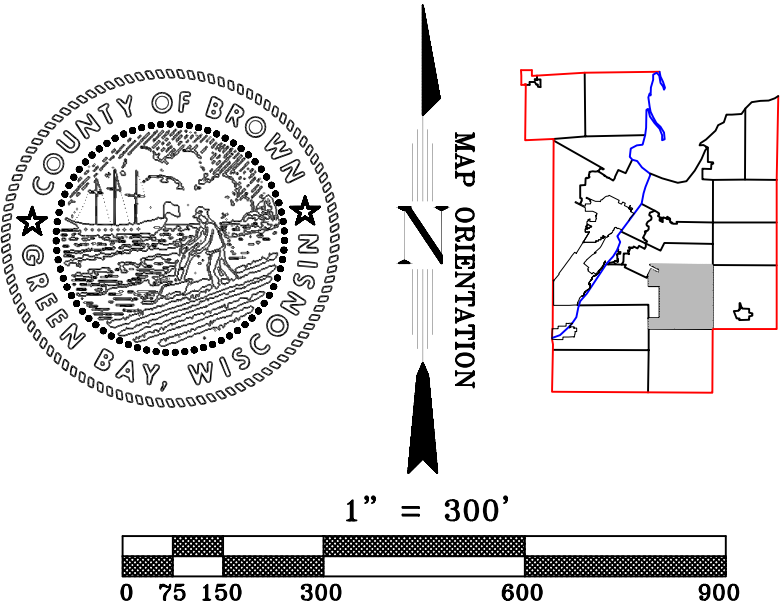 COUNTY OF BROWN
GREEN BAY, WISCONSIN
MAP ORIENTATION
N
1" = 300'
0 75 150 300 600 900